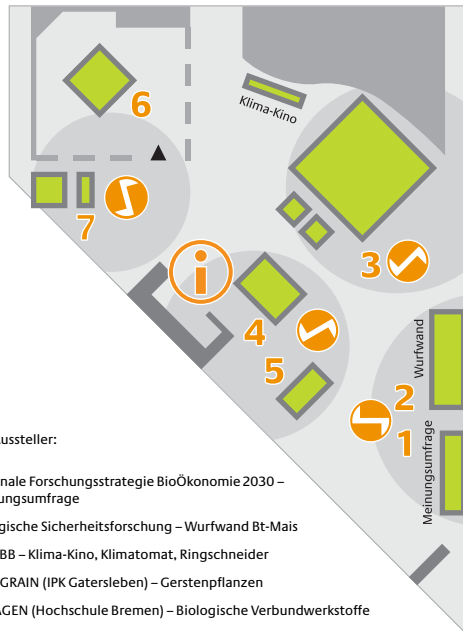 6
Klima-Kino
7
3
4
5
Wurfwand
2
1
Meinungsumfrage
ussteller:
nale Forschungsstrategie BioÖkonomie 2030 –
ungsumfrage
gische Sicherheitsforschung – Wurfwand Bt-Mais
BB – Klima-Kino, Klimatomat, Ringschneider
GRAIN (IPK Gatersleben) – Gerstenpflanzen
AGEN (Hochschule Bremen) – Biologische Verbundwerkstoffe